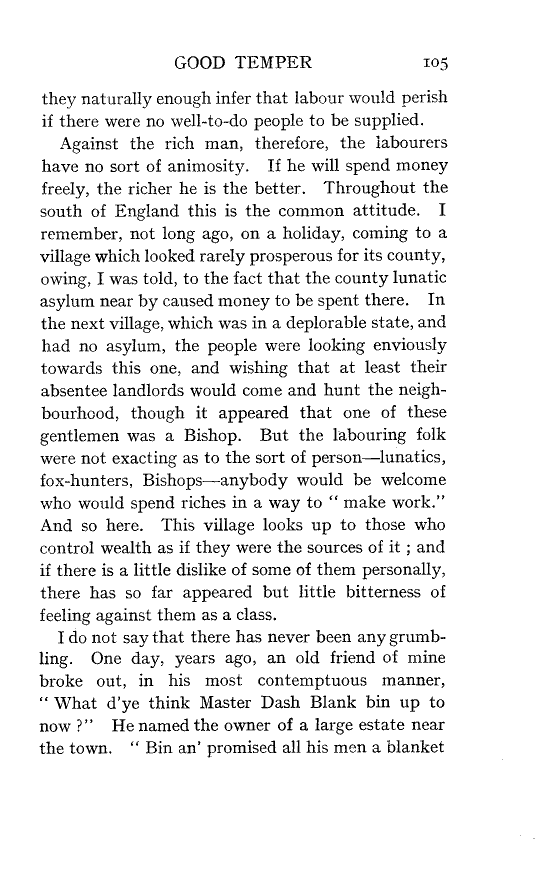 GOOD TEMPER 105
they naturally enough infer that labour would perish
if there were no well-to-do people to be supplied.
Against the rich man, therefore, the labourers
have no sort of animosity. If he will spend money
freely, the richer he is the better. Throughout the
south of England this is the common attitude. I
remember, not long ago, on a holiday, coming to a
village which looked rarely prosperous for its county,
owing, I was told, to the fact that the county lunatic
asylum near by caused money to be spent there. In
the next village, which was in a deplorable state, and
had no asylum, the people were looking enviously
towards this one, and wishing that at least their
absentee landlords would come and hunt the neigh-
bourhood, though it appeared that one of these
gentlemen was a Bishop. But the labouring folk
were not exacting as to the sort of person—lunatics,
fox-hunters, Bishops—anybody would be welcome
who would spend riches in a way to " make work."
And so here. This village looks up to those who
control wealth as if they were the sources of it ; and
if there is a little dislike of some of them personally,
there has so far appeared but little bitterness of
feeling against them as a class.
I do not say that there has never been any grumb-
ling. One day, years ago, an old friend of mine
broke out, in his most contemptuous manner,
" What d'ye think Master Dash Blank bin up to
now ?" He named the owner of a large estate near
the town. " Bin an' promised all his men a blanket